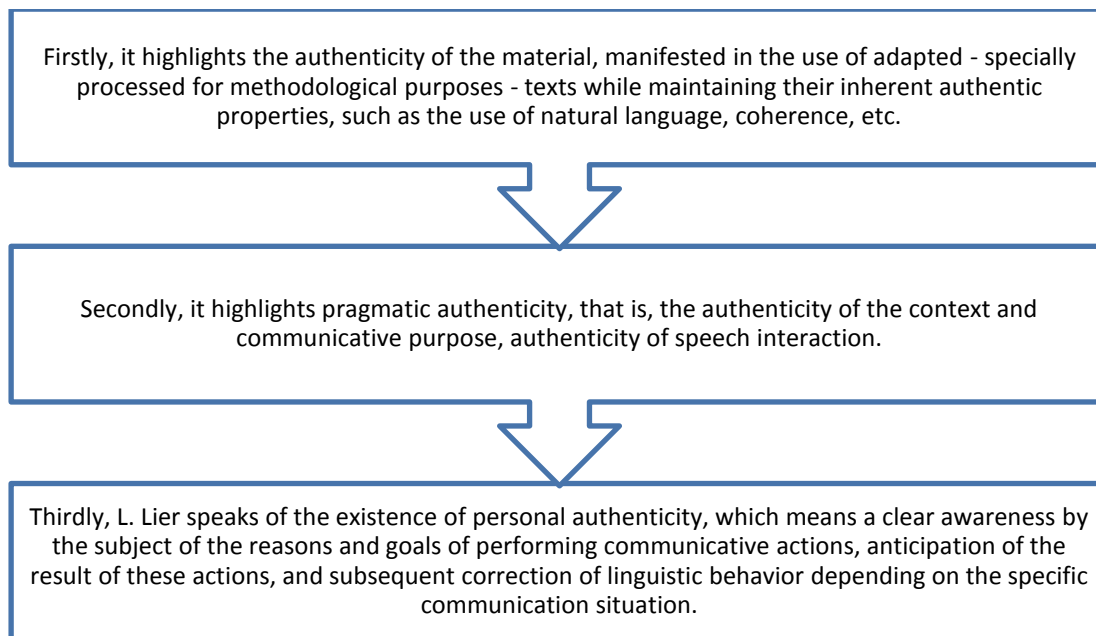 Firstly, it highlights the authenticity of the material, manifested in the use of adapted - specially
processed for methodological purposes - texts while maintaining their inherent authentic
properties, such as the use of natural language, coherence, etc.
Secondly, it highlights pragmatic authenticity, that is, the authenticity of the context and
communicative purpose, authenticity of speech interaction.
Thirdly, L. Lier speaks of the existence of personal authenticity, which means a clear awareness by
the subject of the reasons and goals of performing communicative actions, anticipation of the
result of these actions, and subsequent correction of linguistic behavior depending on the specific
communication situation.